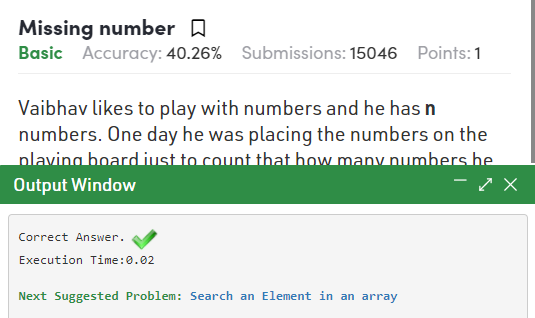 Missing number
Basic Accuracy: 40.26% Submissions: 15046 Points: 1
Vaibhav likes to play with numbers and he has n
numbers. One day he was placing the numbers on the
playing board just to count that how many numbers he
Output Window
Correct Answer.
Execution Time:0.02
Next Suggested Problem: Search an Element in an array